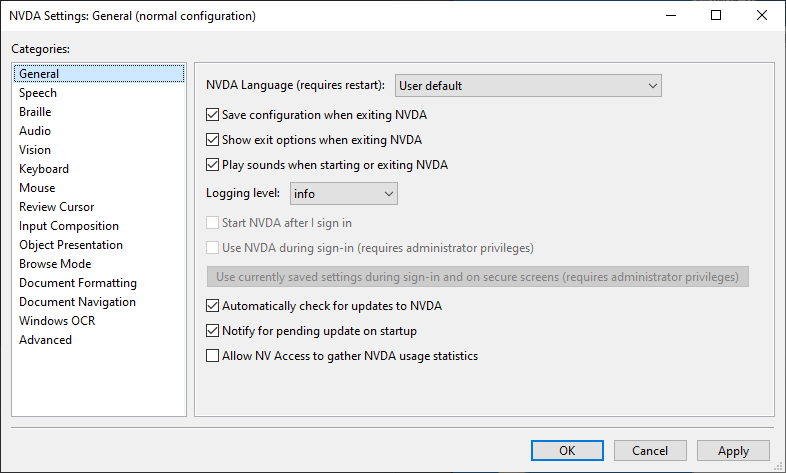 NVDA Settings: General (normal configuration)
Categories:
General
Speech
Braille
Audio
Vision
Keyboard
Mouse
Review Cursor
Input Composition
Object Presentation
Browse Mode
Document Formatting
Document Navigation
Windows OCR
Advanced
NVDA Language (requires restart): User default
Save configuration when exiting NVDA
Show exit options when exiting NVDA
Play sounds when starting or exiting NVDA
Logging level: info
Start NVDA after I sign in
Use NVDA during sign-in (requires administrator privileges)
Use currently saved settings during sign-in and on secure screens (requires administrator privileges)
Automatically check for updates to NVDA
Notify for pending update on startup
Allow NV Access to gather NVDA usage statistics
OK Cancel Apply